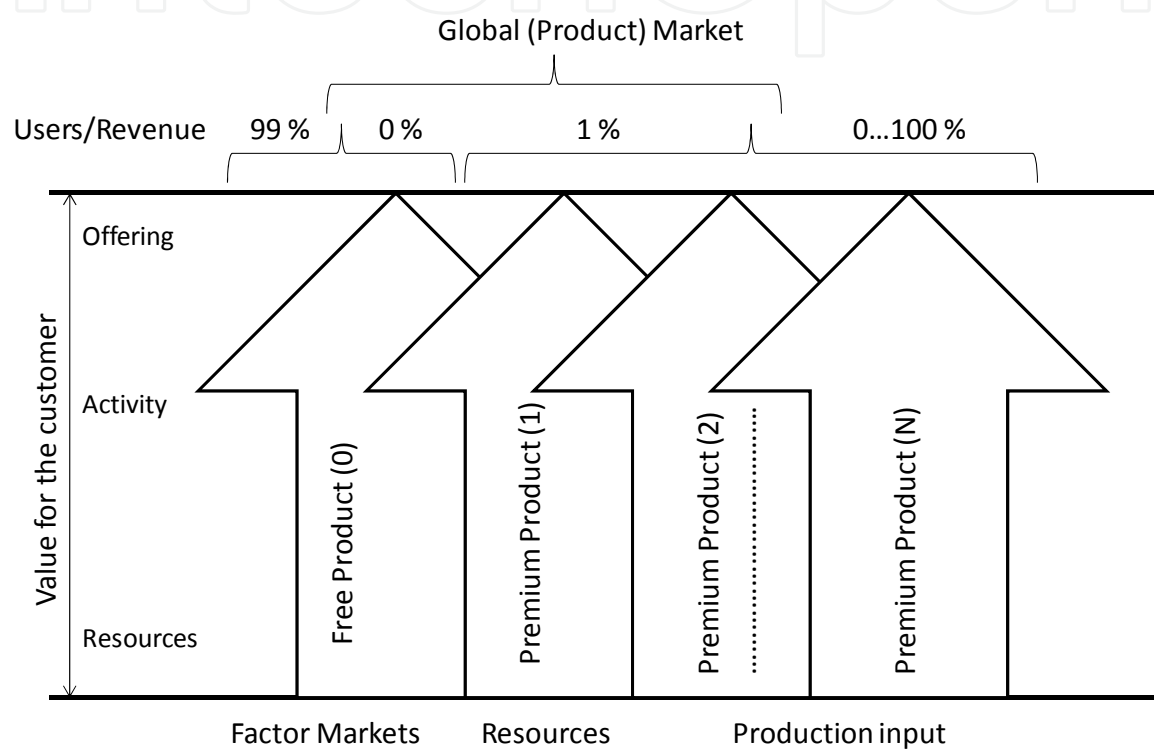 Global (Product) Market
Users/Revenue 99 % 0 % 1 % 0...100 %
Offering
Value for the customer
Activity
Free Product (0)
Premium Product (1)
Premium Product (2)
Premium Product (N)
Resources
Factor Markets Resources Production input